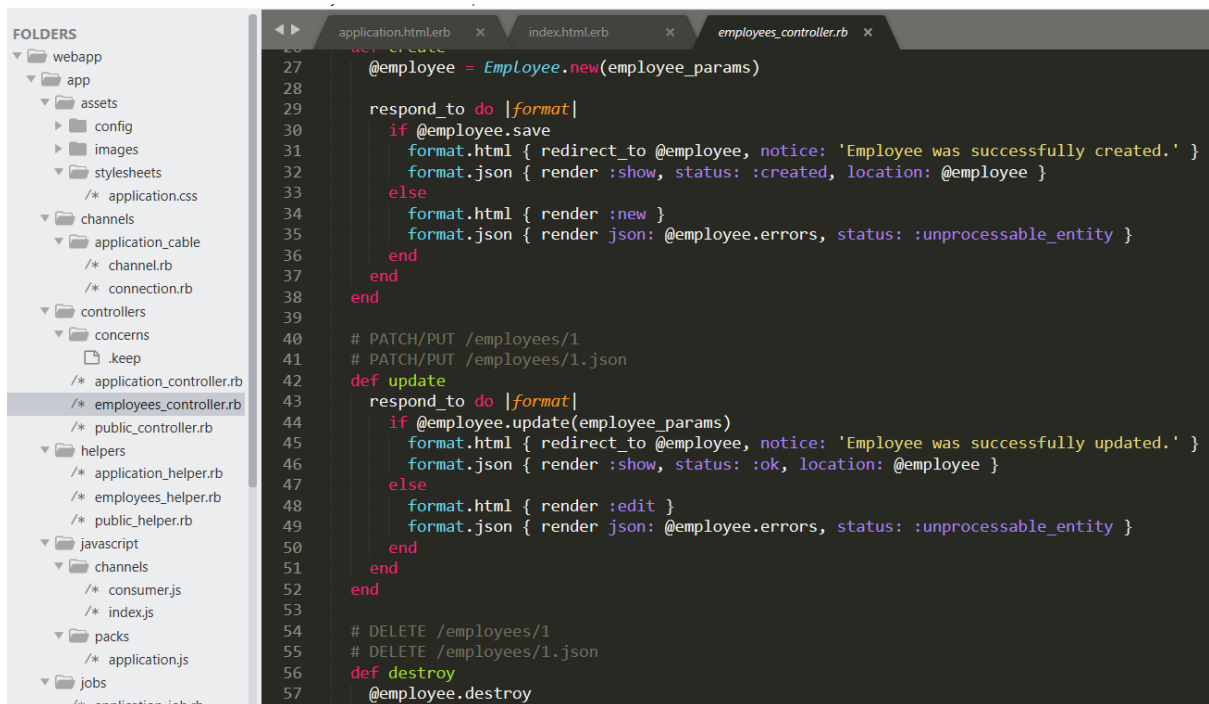 FOLDERS
webapp
app
assets
config
images
stylesheets
/* application.css
channels
application_cable
/* channel.rb
/* connection.rb
controllers
concerns
.keep
/* application_controller.rb
/* employees_controller.rb
/* public_controller.rb
helpers
/* application_helper.rb
/* employees_helper.rb
/* public_helper.rb
javascript
channels
/* consumer.js
/* index.js
packs
/* application.js
jobs
/* application_job.rb
application.html.erb × index.html.erb × employees_controller.rb ×
26 def create
27 @employee = Employee.new(employee_params)
28
29 respond_to do |format|
30 if @employee.save
31 format.html { redirect_to @employee, notice: 'Employee was successfully created.' }
32 format.json { render :show, status: :created, location: @employee }
33 else
34 format.html { render :new }
35 format.json { render json: @employee.errors, status: :unprocessable_entity }
36 end
37 end
38 end
39
40 # PATCH/PUT /employees/1
41 # PATCH/PUT /employees/1.json
42 def update
43 respond_to do |format|
44 if @employee.update(employee_params)
45 format.html { redirect_to @employee, notice: 'Employee was successfully updated.' }
46 format.json { render :show, status: :ok, location: @employee }
47 else
48 format.html { render :edit }
49 format.json { render json: @employee.errors, status: :unprocessable_entity }
50 end
51 end
52 end
53
54 # DELETE /employees/1
55 # DELETE /employees/1.json
56 def destroy
57 @employee.destroy